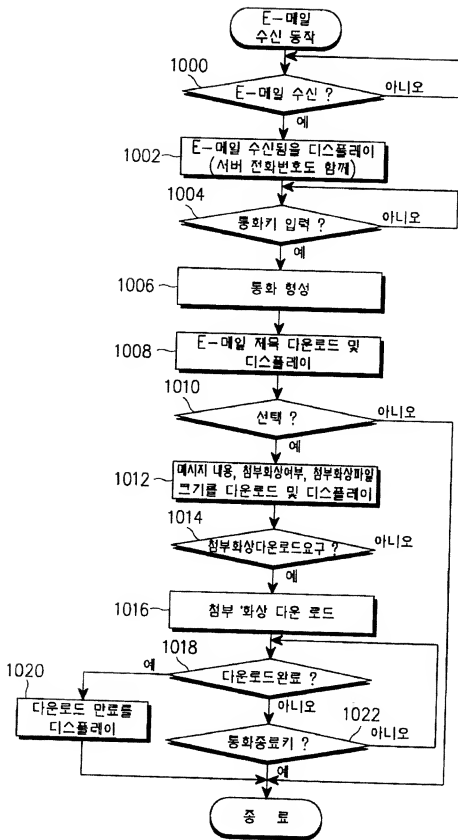 E-메일
수신 동작
1000
E-메일 수신 ?
아니오
예
1002
E-메일 수신됨을 디스플레이
(서버 전화번호도 함께)
1004
통화키 입력 ?
아니오
예
1006
통화 형성
1008
E-메일 제목 다운로드 및
디스플레이
1010
선택 ?
아니오
예
1012
메시지 내용, 첨부화상여부, 첨부화상파일
크기를 다운로드 및 디스플레이
1014
첨부화상다운로드요구 ?
아니오
예
1016
첨부 화상 다운 로드
1018
예
다운로드완료 ?
아니오
1020
다운로드 만료를
디스플레이
1022
통화종료키 ?
아니오
예
종 료